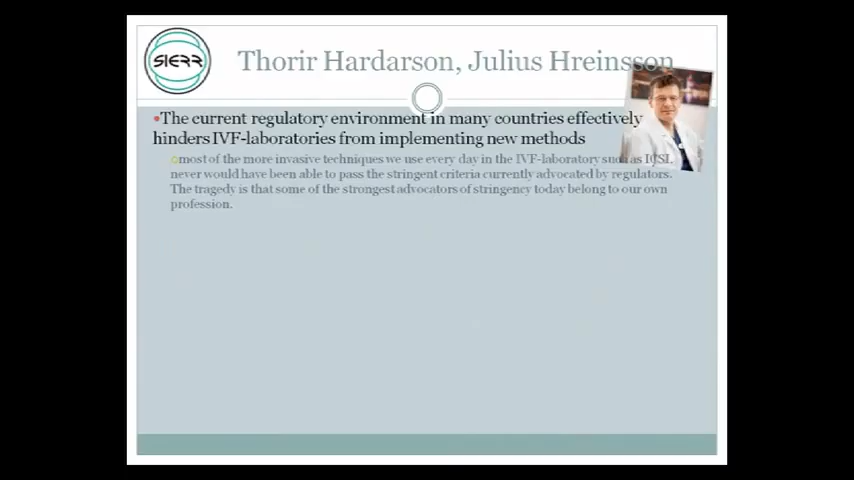 SIERR
Thorir Hardarson, Julius Hreinsson
•The current regulatory environment in many countries effectively
hinders IVF-laboratories from implementing new methods
most of the more invasive techniques we use every day in the IVF-laboratory such as ICSI,
never would have been able to pass the stringent criteria currently advocated by regulators.
The tragedy is that some of the strongest advocators of stringency today belong to our own
profession.